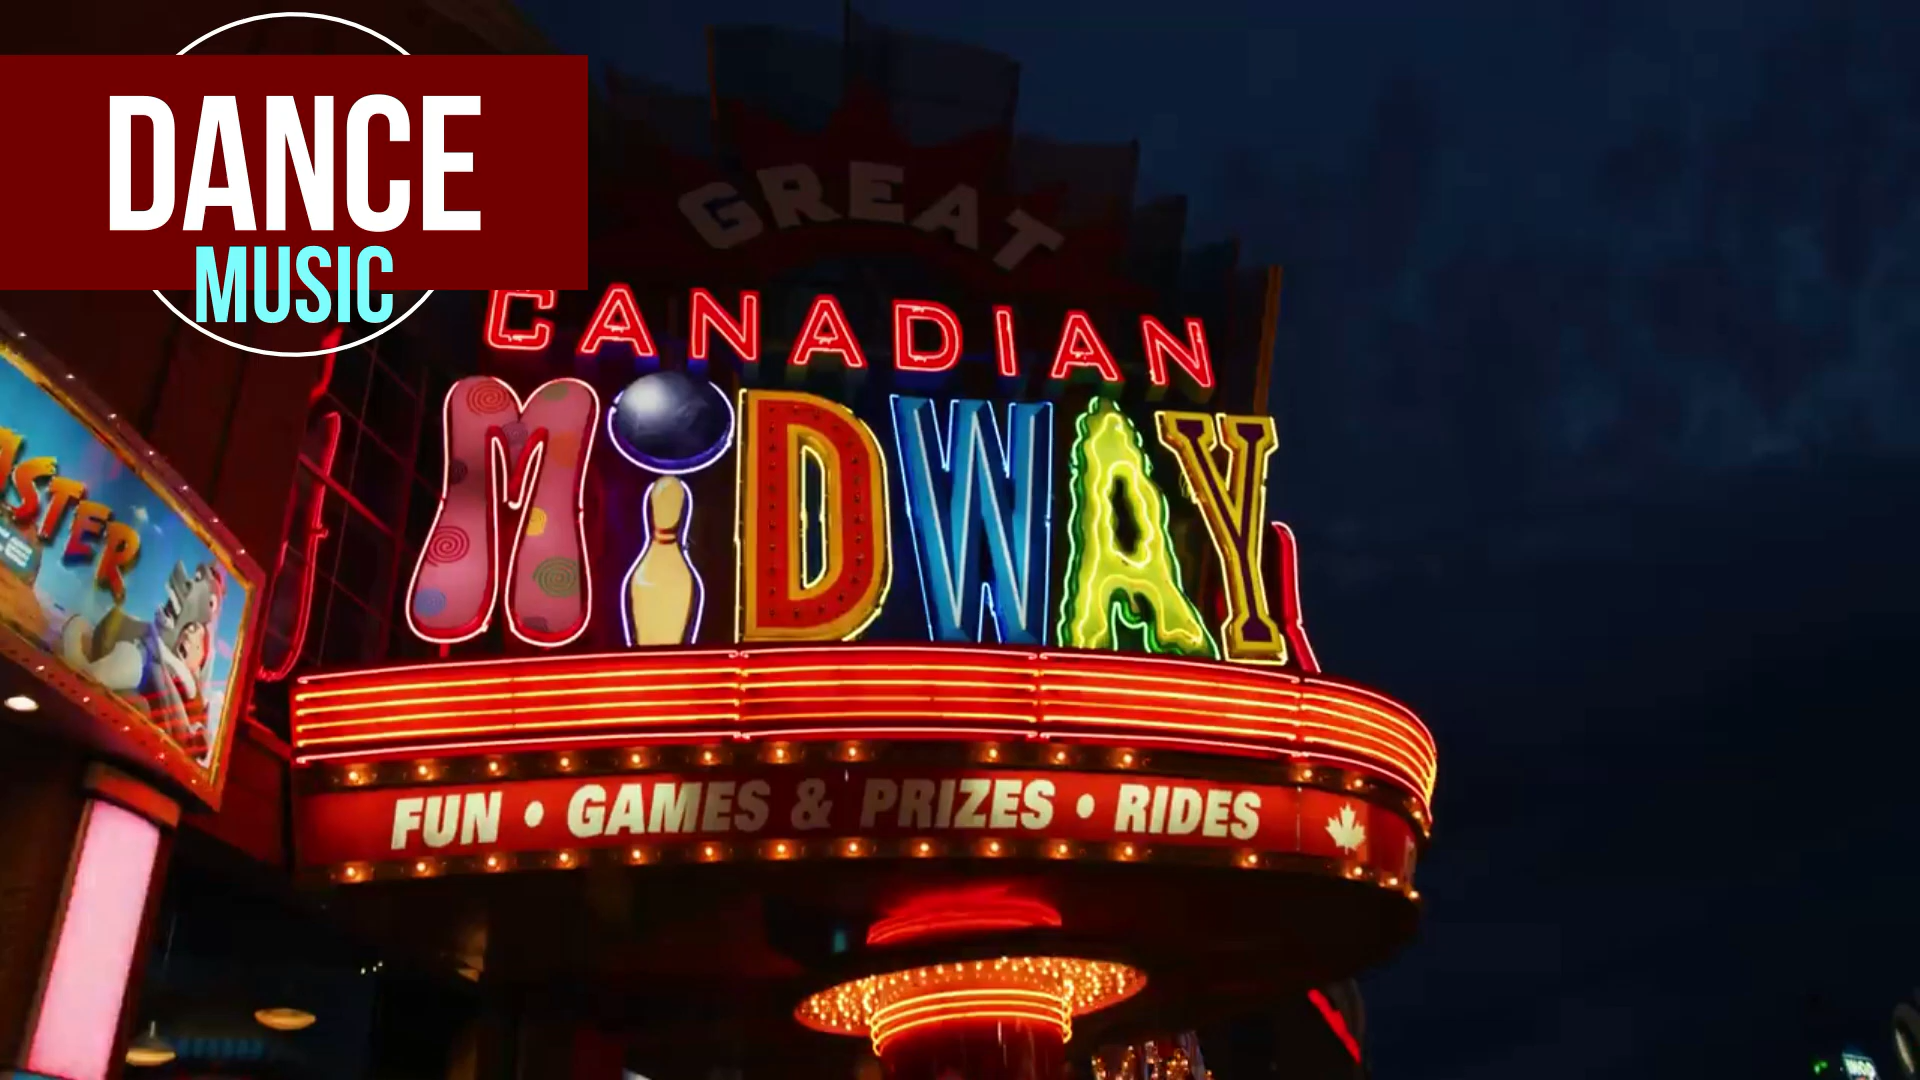 DANCE
MUSIC
GREAT
CANADIAN
MiDWAY
FUN • GAMES & PRIZES • RIDES